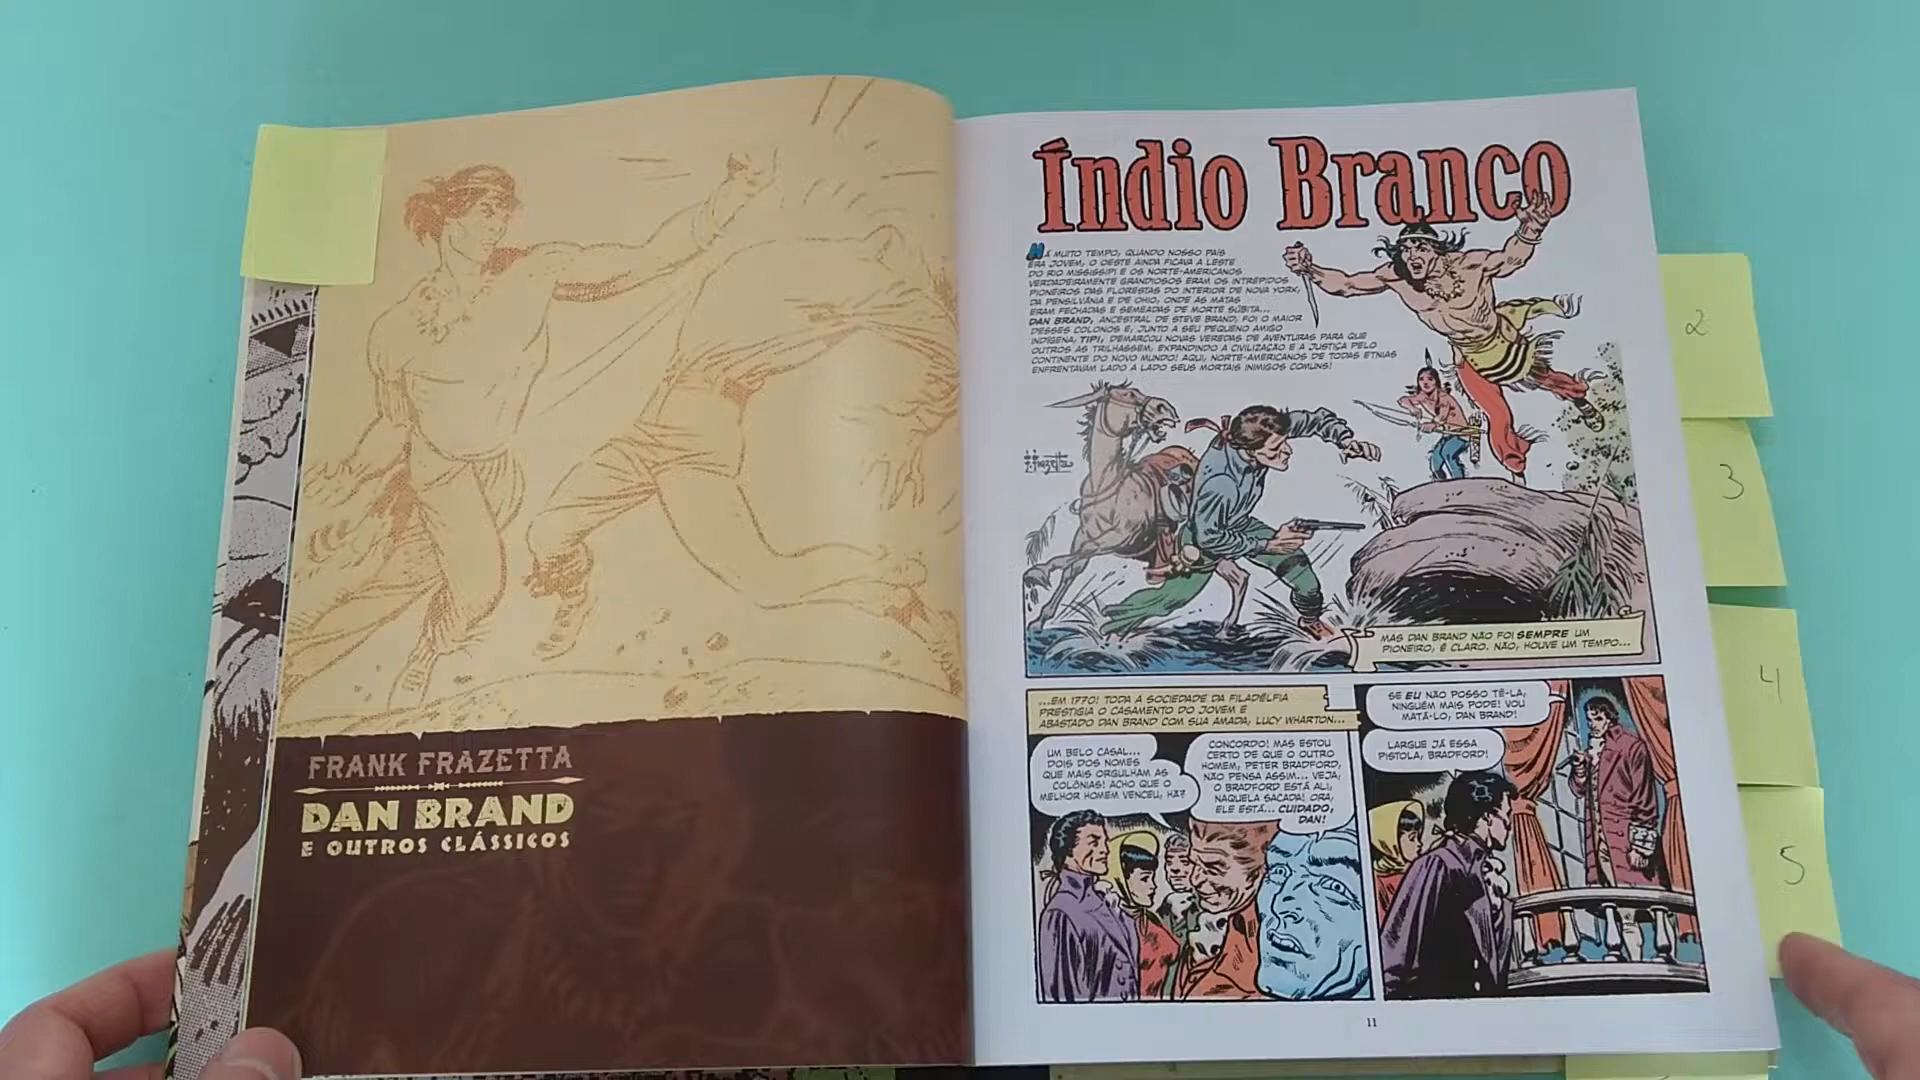 FRANK FRAZETTA
DAN BRAND
E OUTROS CLÁSSICOS
Índio Branco
HÁ MUITO TEMPO, QUANDO NOSSO PAÍS
ERA JOVEM, O OESTE AINDA FICAVA A LESTE
DO RIO MISSISSIPI E OS NORTE-AMERICANOS
VERDADEIRAMENTE GRANDIOSOS ERAM OS INTRÉPIDOS
PIONEIROS DAS FLORESTAS DO INTERIOR DE NOVA YORK,
DA PENSILVÂNIA E DE OHIO, ONDE AS MATAS
ERAM FECHADAS E SEMEADAS DE MORTE SÚBITA...
DAN BRAND, ANCESTRAL DE STEVE BRAND, FOI O MAIOR
DESSES COLONOS E, JUNTO A SEU PEQUENO AMIGO
INDÍGENA, TIPI, DEMARCOU NOVAS VEREDAS DE AVENTURAS PARA QUE
OUTROS AS TRILHASSEM, EXPANDINDO A CIVILIZAÇÃO E A JUSTIÇA PELO
CONTINENTE DO NOVO MUNDO! AQUI, NORTE-AMERICANOS DE TODAS ETNIAS
ENFRENTAVAM LADO A LADO SEUS MORTAIS INIMIGOS COMUNS!
Frazetta
MAS DAN BRAND NÃO FOI SEMPRE UM
PIONEIRO, É CLARO. NÃO, HOUVE UM TEMPO...
...EM 1770! TODA A SOCIEDADE DA FILADÉLFIA
PRESTIGIA O CASAMENTO DO JOVEM E
ABASTADO DAN BRAND COM SUA AMADA, LUCY WHARTON...
UM BELO CASAL...
DOIS DOS NOMES
QUE MAIS ORGULHAM AS
COLÔNIAS! ACHO QUE O
MELHOR HOMEM VENCEU, HÃ?
CONCORDO! MAS ESTOU
CERTO DE QUE O OUTRO
HOMEM, PETER BRADFORD,
NÃO PENSA ASSIM... VEJA,
O BRADFORD ESTÁ ALI,
NAQUELA SACADA! ORA,
ELE ESTÁ... CUIDADO,
DAN!
SE EU NÃO POSSO TÊ-LA,
NINGUÉM MAIS PODE! VOU
MATÁ-LO, DAN BRAND!
LARGUE JÁ ESSA
PISTOLA, BRADFORD!
11
2
3
4
5